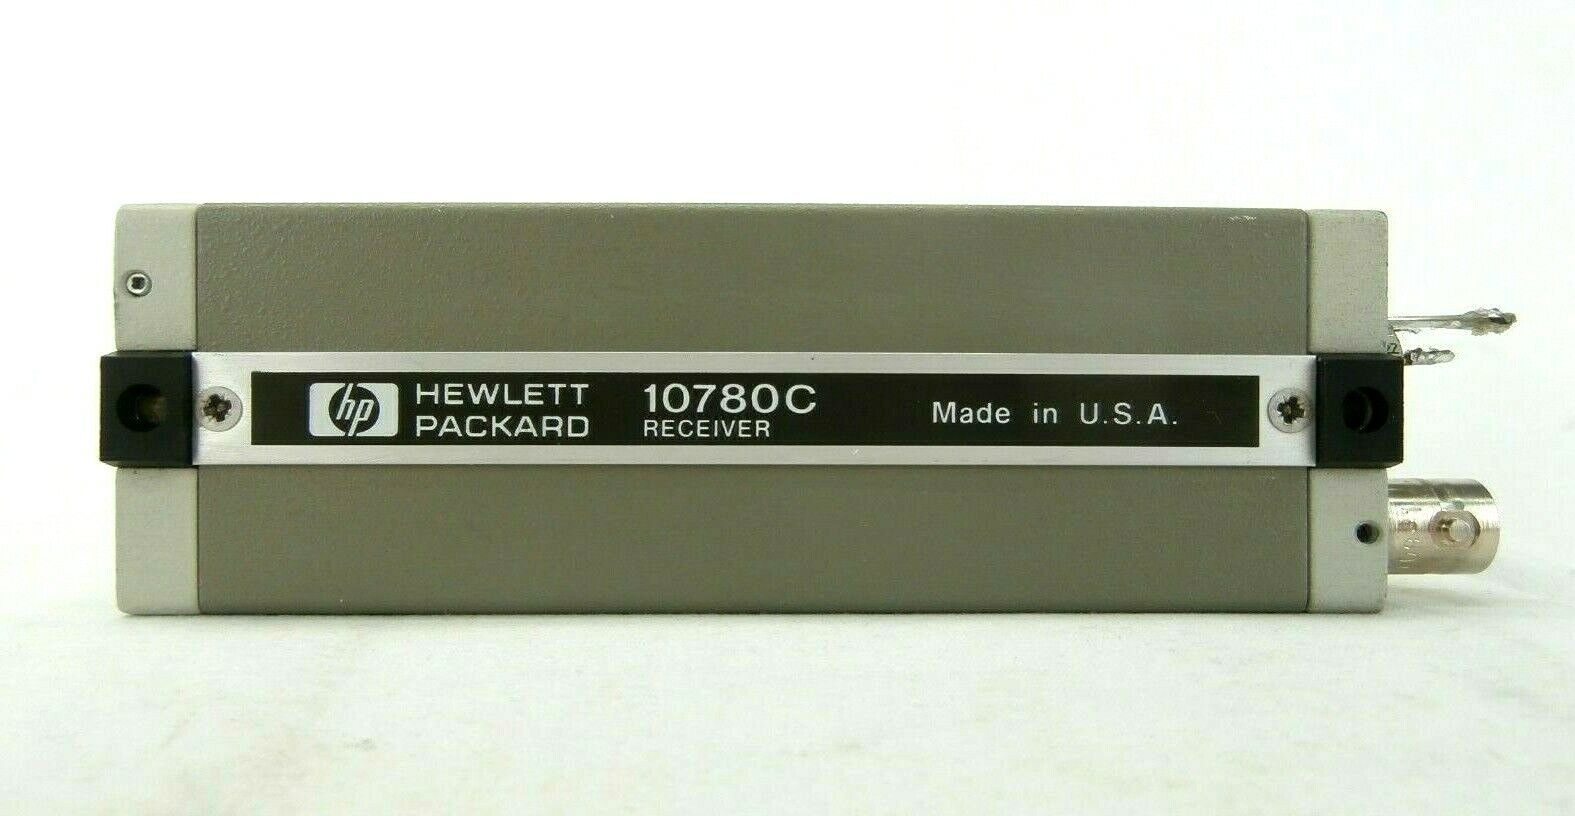 hp HEWLETT PACKARD
10780C
RECEIVER
Made in U.S.A.